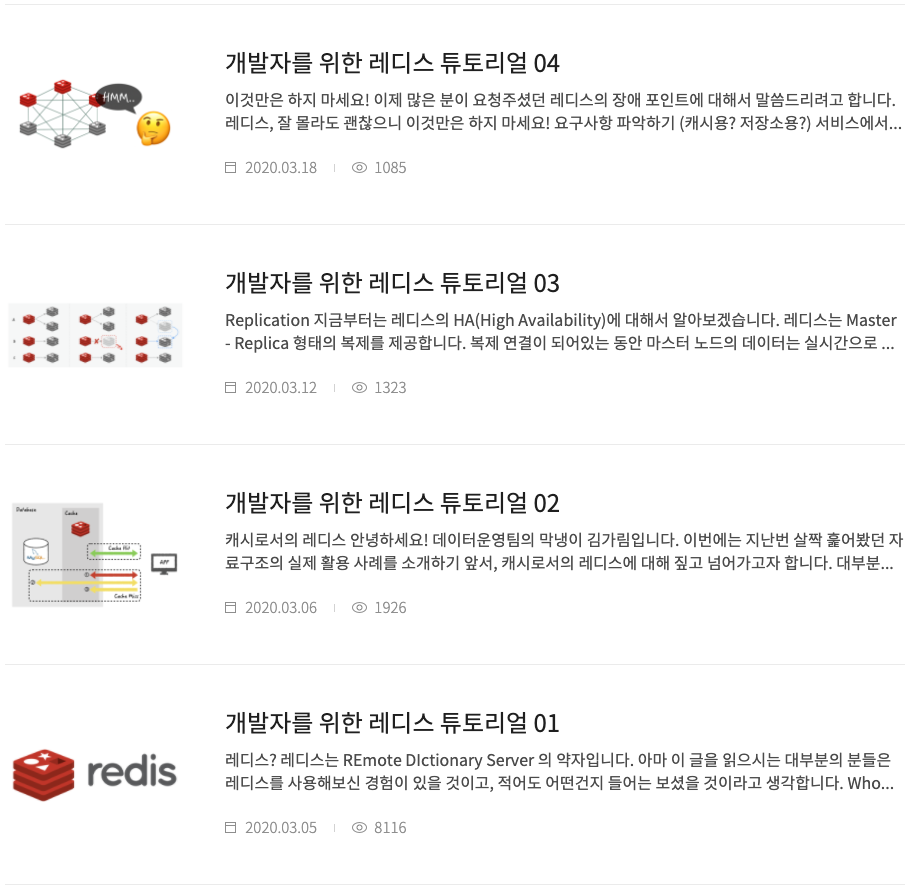 개발자를 위한 레디스 튜토리얼 04
HMM..
이것만은 하지 마세요! 이제 많은 분이 요청주셨던 레디스의 장애 포인트에 대해서 말씀드리려고 합니다.
레디스, 잘 몰라도 괜찮으니 이것만은 하지 마세요! 요구사항 파악하기 (캐시용? 저장소용?) 서비스에서...
2020.03.18 1085
개발자를 위한 레디스 튜토리얼 03
Replication 지금부터는 레디스의 HA(High Availability)에 대해서 알아보겠습니다. 레디스는 Master
- Replica 형태의 복제를 제공합니다. 복제 연결이 되어있는 동안 마스터 노드의 데이터는 실시간으로 ...
2020.03.12 1323
개발자를 위한 레디스 튜토리얼 02
Database
Cache
캐시로서의 레디스 안녕하세요! 데이터운영팀의 막냉이 김가림입니다. 이번에는 지난번 살짝 훑어봤던 자
료구조의 실제 활용 사례를 소개하기 앞서, 캐시로서의 레디스에 대해 짚고 넘어가고자 합니다. 대부분...
Cache Hit
APP
MySQL
Cache Miss
2020.03.06 1926
개발자를 위한 레디스 튜토리얼 01
레디스? 레디스는 REmote DIctionary Server 의 약자입니다. 아마 이 글을 읽으시는 대부분의 분들은
redis
레디스를 사용해보신 경험이 있을 것이고, 적어도 어떤건지 들어는 보셨을 것이라고 생각합니다. Who...
2020.03.05 8116